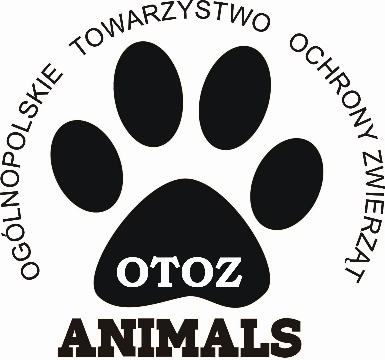 OGÓLNOPOLSKIE TOWARZYSTWO OCHRONY ZWIERZĄT
OTOZ
ANIMALS